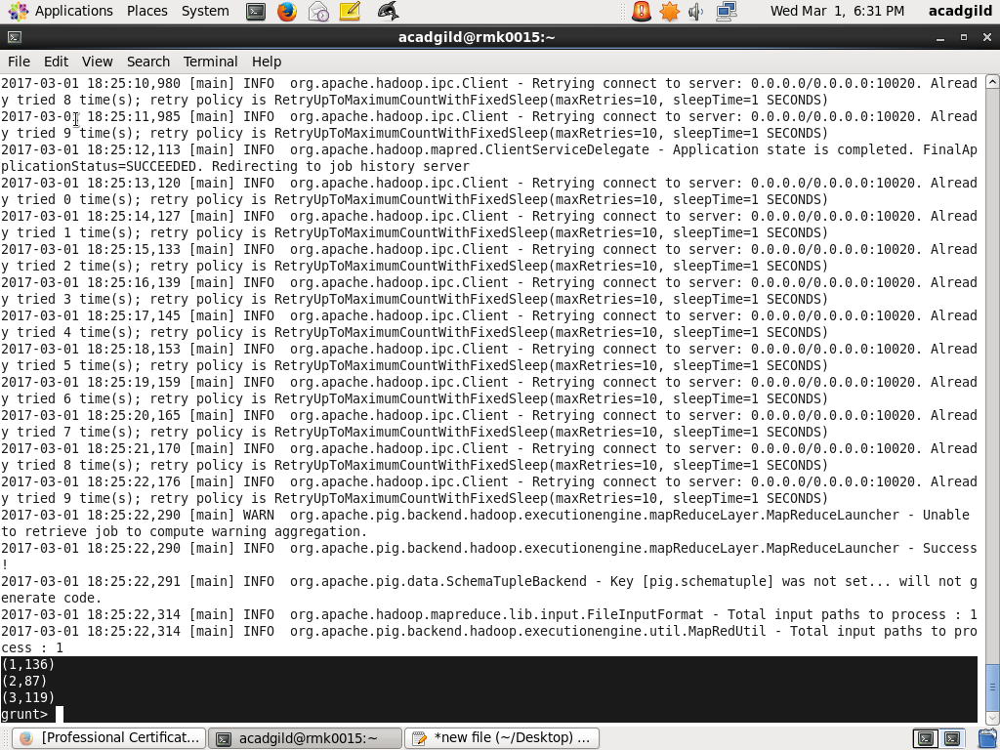 Applications Places System Wed Mar 1, 6:31 PM acadgild
acadgild@rmk0015:~
File Edit View Search Terminal Help
2017-03-01 18:25:10,980 [main] INFO  org.apache.hadoop.ipc.Client - Retrying connect to server: 0.0.0.0/0.0.0.0:10020. Alread
y tried 8 time(s); retry policy is RetryUpToMaximumCountWithFixedSleep(maxRetries=10, sleepTime=1 SECONDS)
2017-03-01 18:25:11,985 [main] INFO  org.apache.hadoop.ipc.Client - Retrying connect to server: 0.0.0.0/0.0.0.0:10020. Alread
y tried 9 time(s); retry policy is RetryUpToMaximumCountWithFixedSleep(maxRetries=10, sleepTime=1 SECONDS)
2017-03-01 18:25:12,113 [main] INFO  org.apache.hadoop.mapred.ClientServiceDelegate - Application state is completed. FinalAp
plicationStatus=SUCCEEDED. Redirecting to job history server
2017-03-01 18:25:13,120 [main] INFO  org.apache.hadoop.ipc.Client - Retrying connect to server: 0.0.0.0/0.0.0.0:10020. Alread
y tried 0 time(s); retry policy is RetryUpToMaximumCountWithFixedSleep(maxRetries=10, sleepTime=1 SECONDS)
2017-03-01 18:25:14,127 [main] INFO  org.apache.hadoop.ipc.Client - Retrying connect to server: 0.0.0.0/0.0.0.0:10020. Alread
y tried 1 time(s); retry policy is RetryUpToMaximumCountWithFixedSleep(maxRetries=10, sleepTime=1 SECONDS)
2017-03-01 18:25:15,133 [main] INFO  org.apache.hadoop.ipc.Client - Retrying connect to server: 0.0.0.0/0.0.0.0:10020. Alread
y tried 2 time(s); retry policy is RetryUpToMaximumCountWithFixedSleep(maxRetries=10, sleepTime=1 SECONDS)
2017-03-01 18:25:16,139 [main] INFO  org.apache.hadoop.ipc.Client - Retrying connect to server: 0.0.0.0/0.0.0.0:10020. Alread
y tried 3 time(s); retry policy is RetryUpToMaximumCountWithFixedSleep(maxRetries=10, sleepTime=1 SECONDS)
2017-03-01 18:25:17,145 [main] INFO  org.apache.hadoop.ipc.Client - Retrying connect to server: 0.0.0.0/0.0.0.0:10020. Alread
y tried 4 time(s); retry policy is RetryUpToMaximumCountWithFixedSleep(maxRetries=10, sleepTime=1 SECONDS)
2017-03-01 18:25:18,153 [main] INFO  org.apache.hadoop.ipc.Client - Retrying connect to server: 0.0.0.0/0.0.0.0:10020. Alread
y tried 5 time(s); retry policy is RetryUpToMaximumCountWithFixedSleep(maxRetries=10, sleepTime=1 SECONDS)
2017-03-01 18:25:19,159 [main] INFO  org.apache.hadoop.ipc.Client - Retrying connect to server: 0.0.0.0/0.0.0.0:10020. Alread
y tried 6 time(s); retry policy is RetryUpToMaximumCountWithFixedSleep(maxRetries=10, sleepTime=1 SECONDS)
2017-03-01 18:25:20,165 [main] INFO  org.apache.hadoop.ipc.Client - Retrying connect to server: 0.0.0.0/0.0.0.0:10020. Alread
y tried 7 time(s); retry policy is RetryUpToMaximumCountWithFixedSleep(maxRetries=10, sleepTime=1 SECONDS)
2017-03-01 18:25:21,170 [main] INFO  org.apache.hadoop.ipc.Client - Retrying connect to server: 0.0.0.0/0.0.0.0:10020. Alread
y tried 8 time(s); retry policy is RetryUpToMaximumCountWithFixedSleep(maxRetries=10, sleepTime=1 SECONDS)
2017-03-01 18:25:22,176 [main] INFO  org.apache.hadoop.ipc.Client - Retrying connect to server: 0.0.0.0/0.0.0.0:10020. Alread
y tried 9 time(s); retry policy is RetryUpToMaximumCountWithFixedSleep(maxRetries=10, sleepTime=1 SECONDS)
2017-03-01 18:25:22,290 [main] WARN  org.apache.pig.backend.hadoop.executionengine.mapReduceLayer.MapReduceLauncher - Unable
to retrieve job to compute warning aggregation.
2017-03-01 18:25:22,290 [main] INFO  org.apache.pig.backend.hadoop.executionengine.mapReduceLayer.MapReduceLauncher - Success
!
2017-03-01 18:25:22,291 [main] INFO  org.apache.pig.data.SchemaTupleBackend - Key [pig.schematuple] was not set... will not g
enerate code.
2017-03-01 18:25:22,314 [main] INFO  org.apache.hadoop.mapreduce.lib.input.FileInputFormat - Total input paths to process : 1
2017-03-01 18:25:22,314 [main] INFO  org.apache.pig.backend.hadoop.executionengine.util.MapRedUtil - Total input paths to pro
cess : 1
(1,136)
(2,87)
(3,119)
grunt>
[Professional Certificat... acadgild@rmk0015:~ *new file (~/Desktop) ...